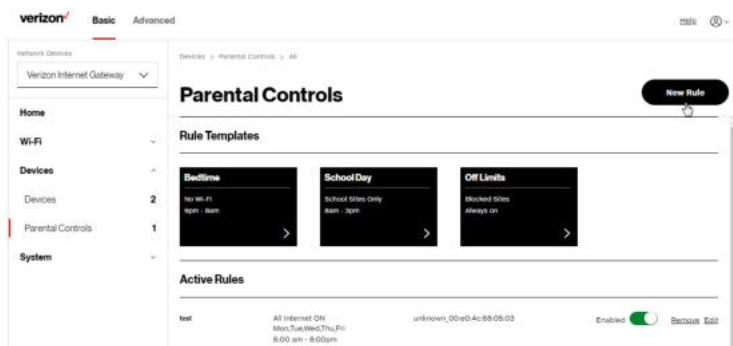 verizon
Basic
Advanced
Help
Network Devices
Verizon Internet Gateway
Devices > Parental Controls > All
Parental Controls
New Rule
Home
Wi-Fi
Devices
Devices 2
Parental Controls 1
System
Rule Templates
Bedtime
No Wi-Fi
9pm - 8am
School Day
School Sites Only
8am - 3pm
Off Limits
Blocked Sites
Always on
Active Rules
test
All Internet ON
Mon,Tue,Wed,Thu,Fri
6:00 am - 8:00pm
unknown_00:e0:4c:68:05:03
Enabled
Remove Edit